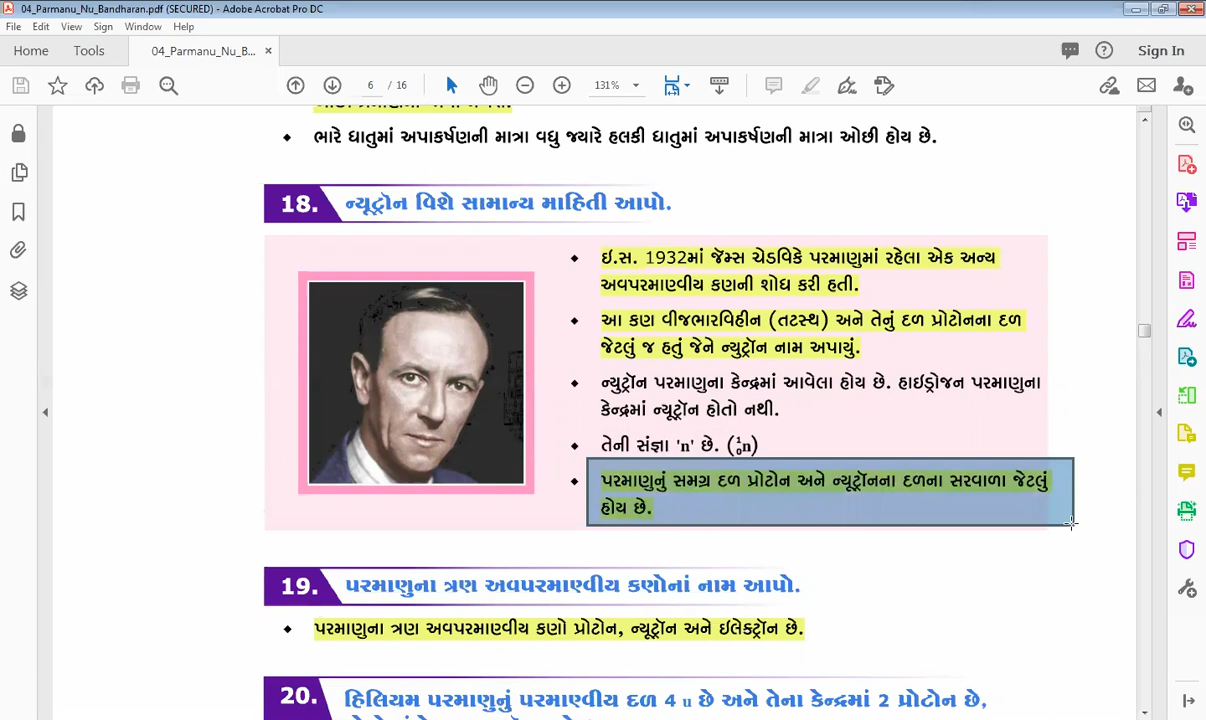 04_Parmanu_Nu_Bandharan.pdf (SECURED) - Adobe Acrobat Pro DC
File Edit View Sign Window Help
Home Tools 04_Parmanu_Nu_B... × Sign In
6 / 16 131%
ભારે ધાતુમાં અપાકર્ષણની માત્રા વધુ જ્યારે હલકી ધાતુમાં અપાકર્ષણની માત્રા ઓછી હોય છે.
18. ન્યૂટ્રૉન વિશે સામાન્ય માહિતી આપો.
ઇ.સ. 1932માં જૅમ્સ ચેડવિકે પરમાણુમાં રહેલા એક અન્ય
અવપરમાણ્વીય કણની શોધ કરી હતી.
આ કણ વીજભારવિહીન (તટસ્થ) અને તેનું દળ પ્રોટોનના દળ
જેટલું જ હતું જેને ન્યુટ્રૉન નામ અપાયું.
ન્યુટ્રૉન પરમાણુના કેન્દ્રમાં આવેલા હોય છે. હાઇડ્રોજન પરમાણુના
કેન્દ્રમાં ન્યૂટ્રૉન હોતો નથી.
તેની સંજ્ઞા 'n' છે. (¹₀n)
પરમાણુનું સમગ્ર દળ પ્રોટોન અને ન્યૂટ્રૉનના દળના સરવાળા જેટલું
હોય છે.
19. પરમાણુના ત્રણ અવપરમાણ્વીય કણોનાં નામ આપો.
પરમાણુના ત્રણ અવપરમાણ્વીય કણો પ્રોટોન, ન્યૂટ્રૉન અને ઇલેક્ટ્રૉન છે.
20. હિલિયમ પરમાણુનું પરમાણ્વીય દળ 4 u છે અને તેના કેન્દ્રમાં 2 પ્રોટોન છે,